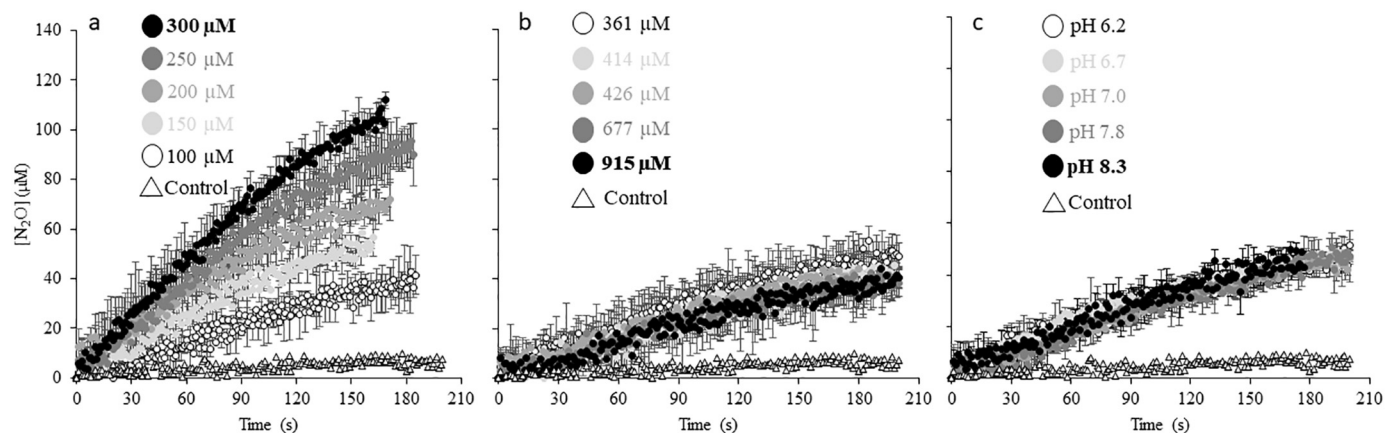 a
300 µM
250 µM
200 µM
150 µM
100 µM
Control
140
120
100
80
60
40
20
0
[N₂O] (µM)
0 30 60 90 120 150 180 210
Time (s)
b
361 µM
414 µM
426 µM
677 µM
915 µM
Control
0 30 60 90 120 150 180 210
Time (s)
c
pH 6.2
pH 6.7
pH 7.0
pH 7.8
pH 8.3
Control
0 30 60 90 120 150 180 210
Time (s)